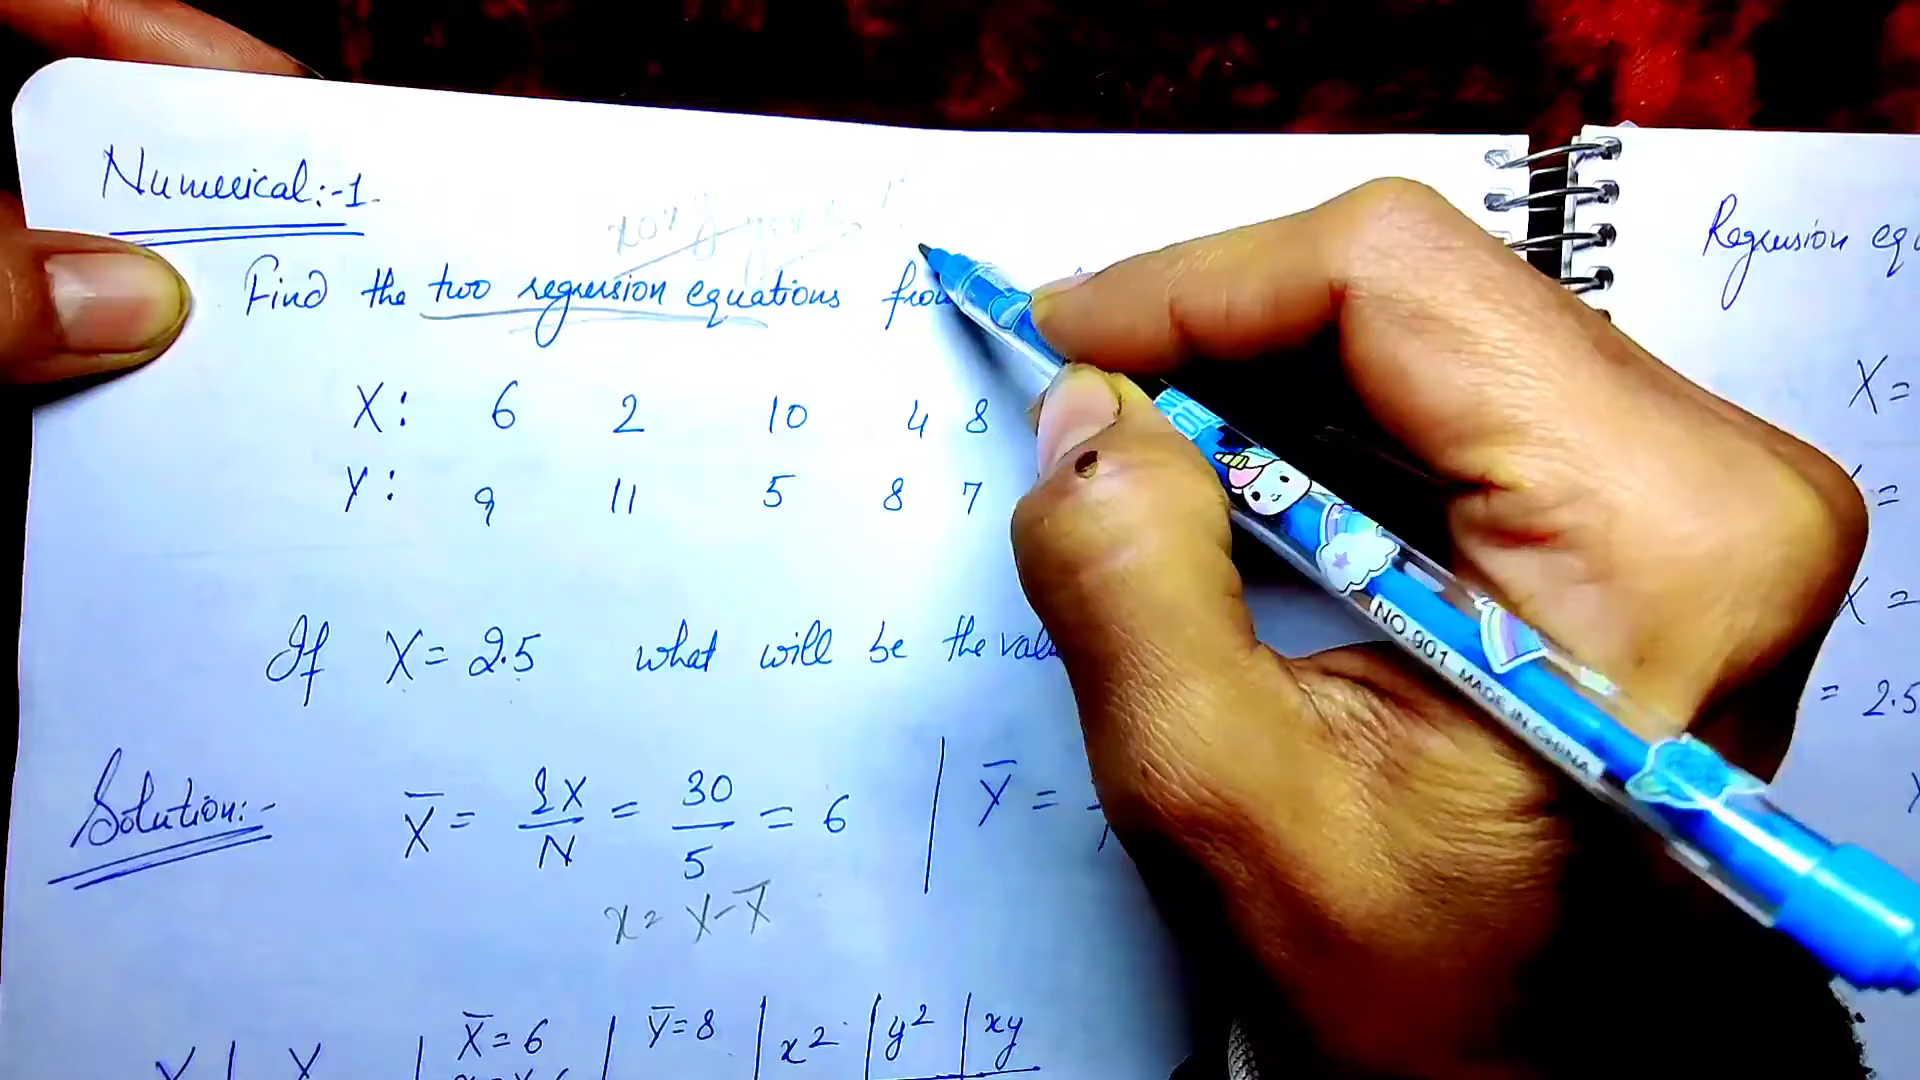 Numerical:-1.
Find the two regression equations from
X: 6 2 10 4 8
Y: 9 11 5 8 7
If X = 2.5 what will be the
Solution:- X̄ = ΣX/N = 30/5 = 6 | Ȳ =
x = X-X̄
X | Y | X̄=6 | Ȳ=8 | x² | y² | xy
Regression
X =
=
X =
= 2.5
NO.901 MADE IN CHINA